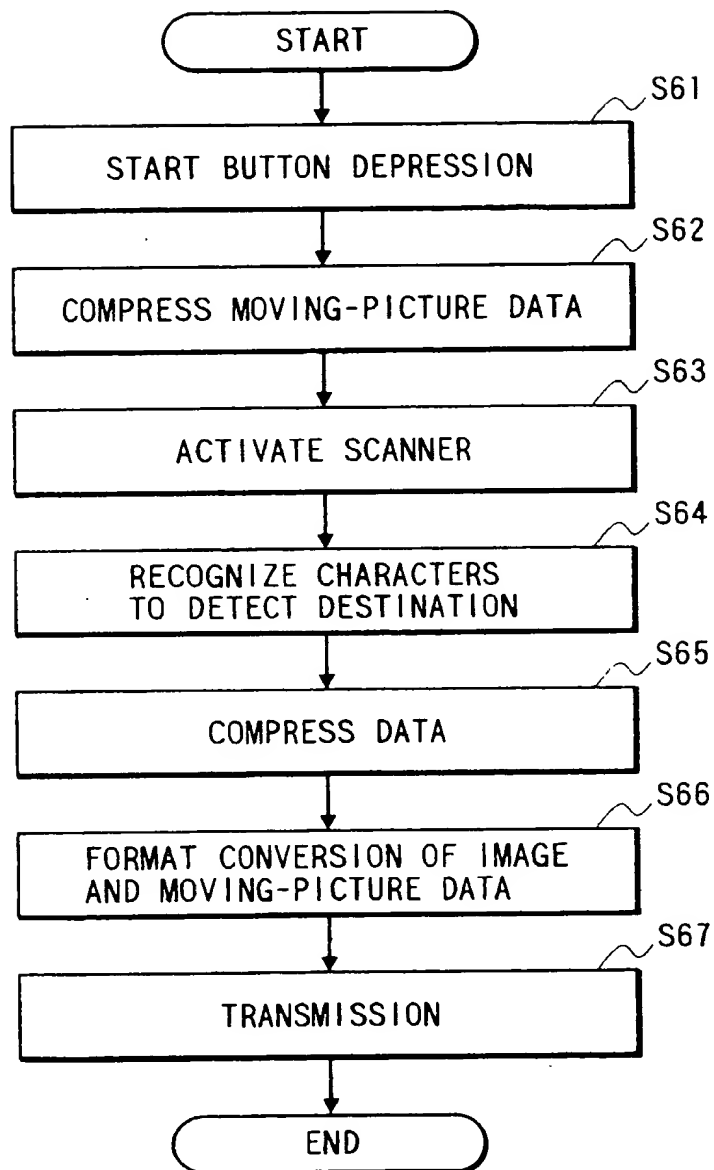 START
S61
START BUTTON DEPRESSION
S62
COMPRESS MOVING-PICTURE DATA
S63
ACTIVATE SCANNER
S64
RECOGNIZE CHARACTERS
TO DETECT DESTINATION
S65
COMPRESS DATA
S66
FORMAT CONVERSION OF IMAGE
AND MOVING-PICTURE DATA
S67
TRANSMISSION
END